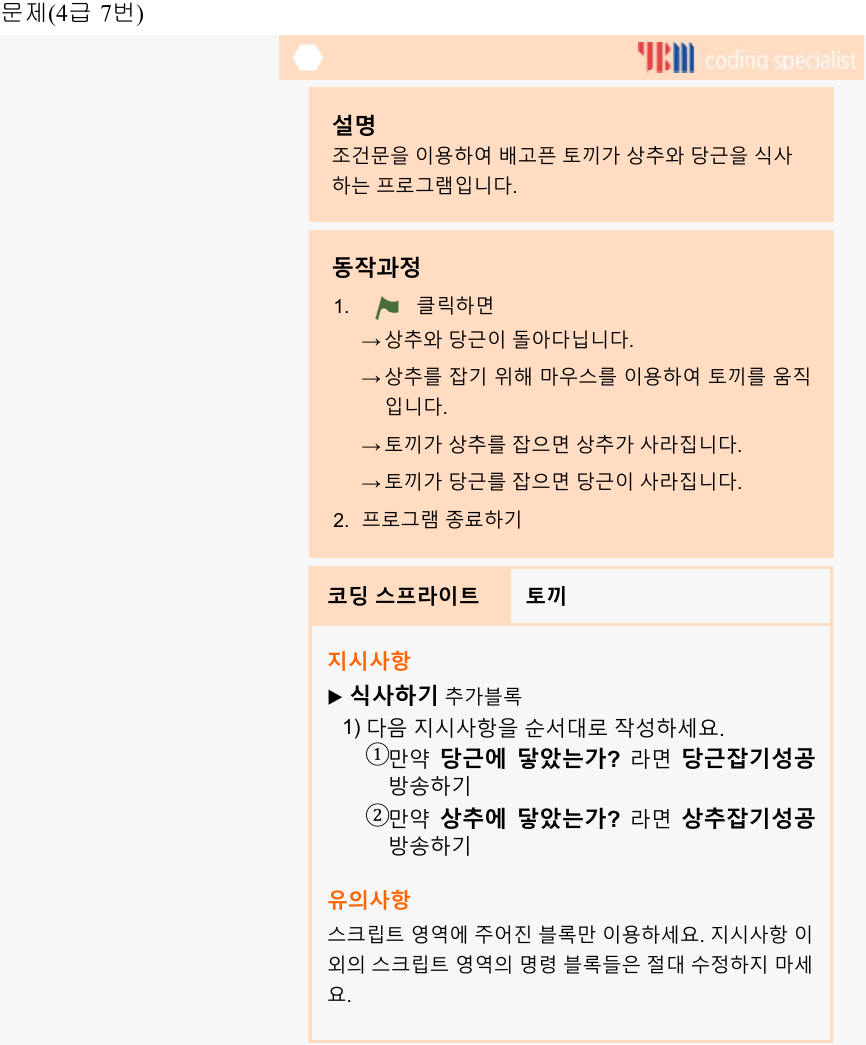 문제(4급 7번)
YBM coding specialist
설명
조건문을 이용하여 배고픈 토끼가 상추와 당근을 식사
하는 프로그램입니다.
동작과정
1. 클릭하면
→상추와 당근이 돌아다닙니다.
→상추를 잡기 위해 마우스를 이용하여 토끼를 움직
입니다.
→토끼가 상추를 잡으면 상추가 사라집니다.
→토끼가 당근를 잡으면 당근이 사라집니다.
2. 프로그램 종료하기
코딩 스프라이트 토끼
지시사항
▶ 식사하기 추가블록
1) 다음 지시사항을 순서대로 작성하세요.
①만약 당근에 닿았는가? 라면 당근잡기성공
방송하기
②만약 상추에 닿았는가? 라면 상추잡기성공
방송하기
유의사항
스크립트 영역에 주어진 블록만 이용하세요. 지시사항 이
외의 스크립트 영역의 명령 블록들은 절대 수정하지 마세
요.